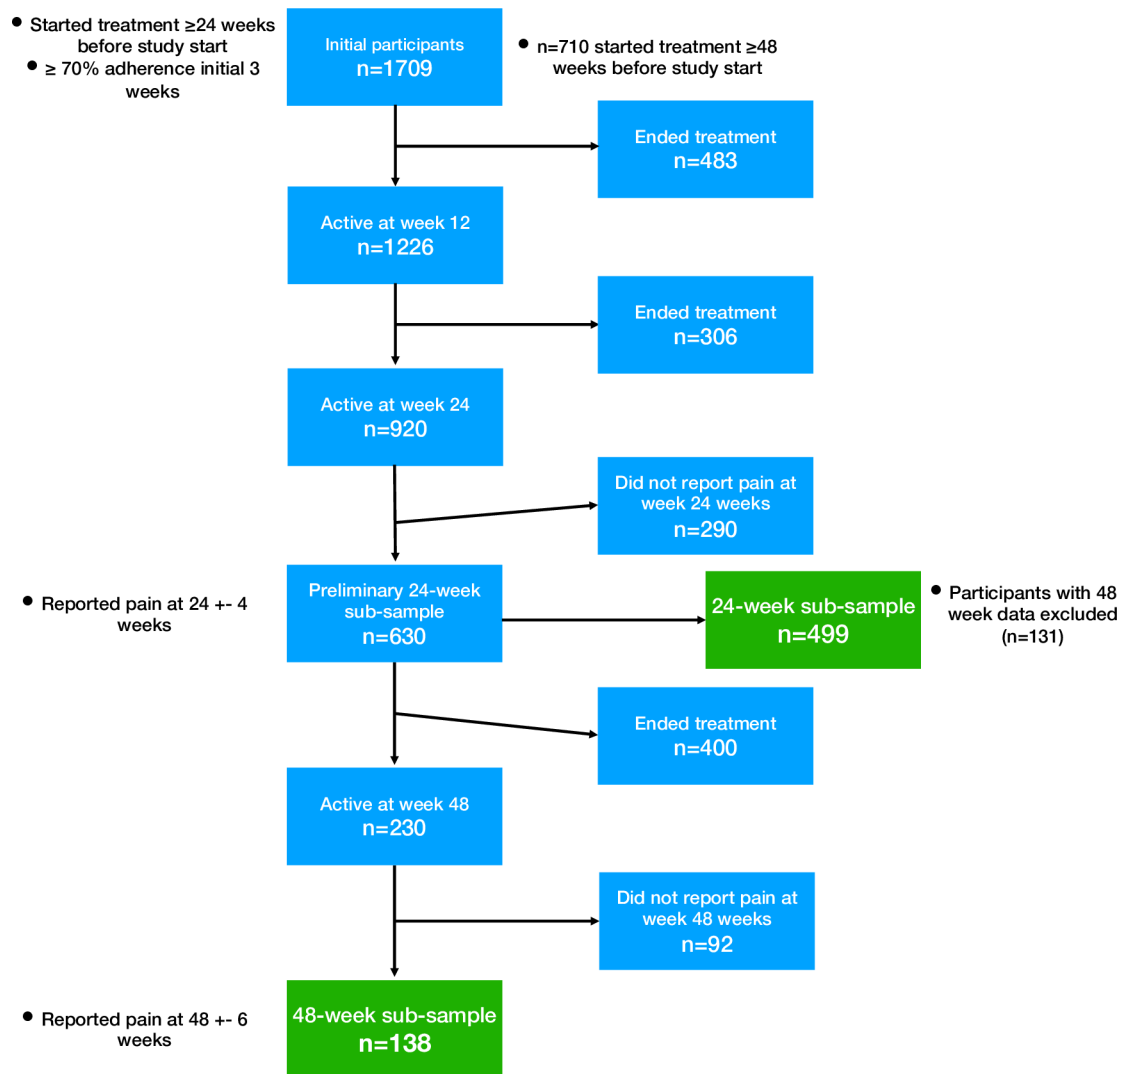 • Started treatment ≥24 weeks
before study start
• ≥ 70% adherence initial 3
weeks
Initial participants
n=1709
• n=710 started treatment ≥48
weeks before study start
Ended treatment
n=483
Active at week 12
n=1226
Ended treatment
n=306
Active at week 24
n=920
Did not report pain at
week 24 weeks
n=290
• Reported pain at 24 +- 4
weeks
Preliminary 24-week
sub-sample
n=630
24-week sub-sample
n=499
• Participants with 48
week data excluded
(n=131)
Ended treatment
n=400
Active at week 48
n=230
Did not report pain at
week 48 weeks
n=92
• Reported pain at 48 +- 6
weeks
48-week sub-sample
n=138